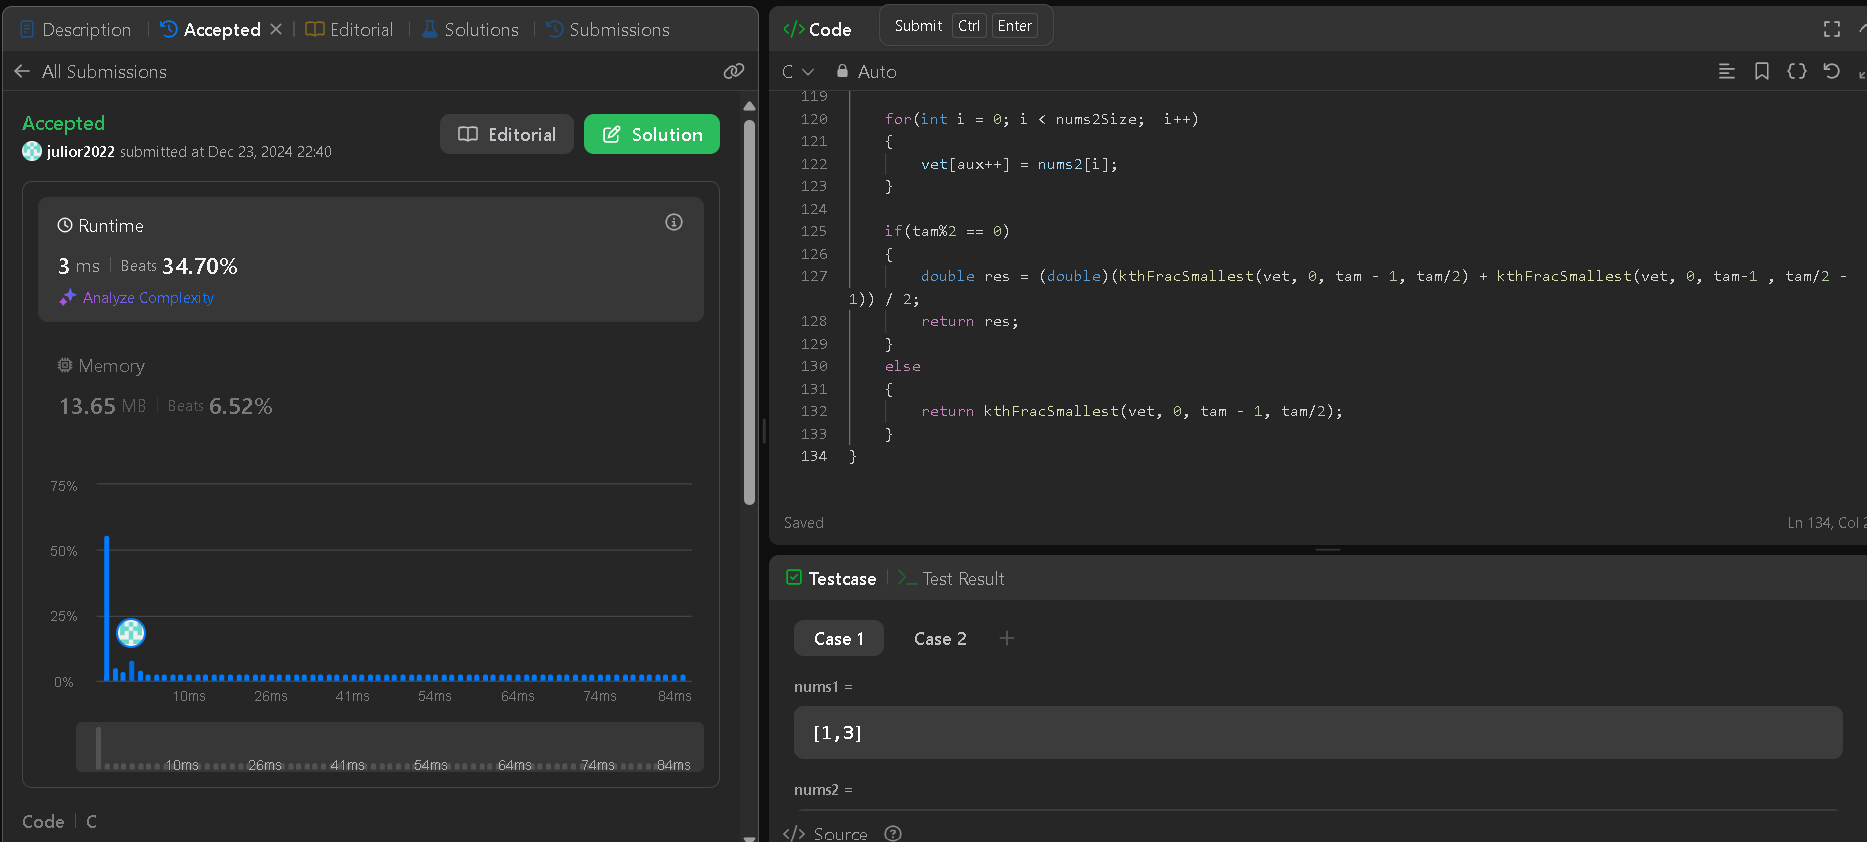 Description
Accepted
Editorial
Solutions
Submissions
All Submissions
Accepted
julior2022 submitted at Dec 23, 2024 22:40
Editorial
Solution
Runtime
3 ms Beats 34.70%
Analyze Complexity
Memory
13.65 MB Beats 6.52%
75%
50%
25%
0%
10ms 26ms 41ms 54ms 64ms 74ms 84ms
10ms 26ms 41ms 54ms 64ms 74ms 84ms
Code C
</> Code
Submit Ctrl Enter
C Auto
119
120 for(int i = 0; i < nums2Size;  i++)
121 {
122 vet[aux++] = nums2[i];
123 }
124
125 if(tam%2 == 0)
126 {
127 double res = (double)(kthFracSmallest(vet, 0, tam - 1, tam/2) + kthFracSmallest(vet, 0, tam-1 , tam/2 -
1)) / 2;
128 return res;
129 }
130 else
131 {
132 return kthFracSmallest(vet, 0, tam - 1, tam/2);
133 }
134 }
Saved
Ln 134, Col
Testcase
Test Result
Case 1
Case 2
nums1 =
[1,3]
nums2 =
</> Source